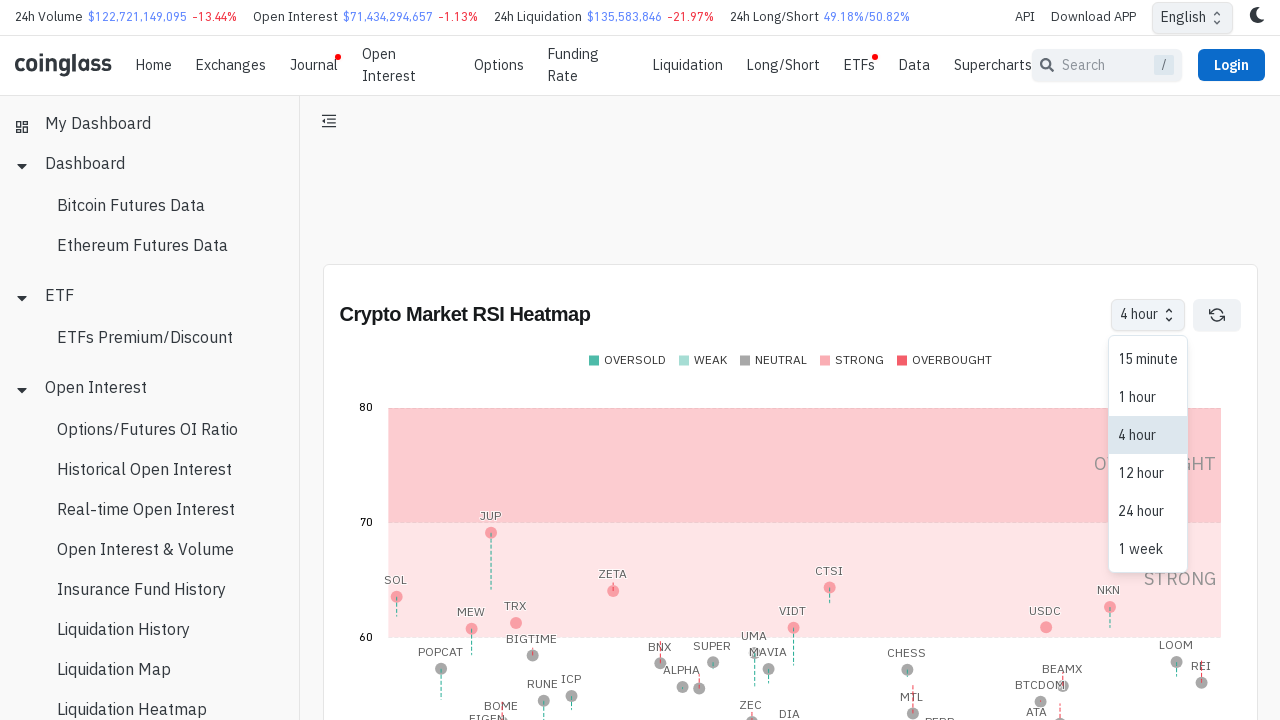 24h Volume $122,721,149,095 -13.44% Open Interest $71,434,294,657 -1.13% 24h Liquidation $135,583,846 -21.97% 24h Long/Short 49.18%/50.82% API Download APP English
coinglass Home Exchanges Journal Open Interest Options Funding Rate Liquidation Long/Short ETFs Data Supercharts Search / Login
My Dashboard
Dashboard
Bitcoin Futures Data
Ethereum Futures Data
ETF
ETFs Premium/Discount
Open Interest
Options/Futures OI Ratio
Historical Open Interest
Real-time Open Interest
Open Interest & Volume
Insurance Fund History
Liquidation History
Liquidation Map
Liquidation Heatmap
Crypto Market RSI Heatmap
4 hour
15 minute
1 hour
4 hour
12 hour
24 hour
1 week
OVERSOLD WEAK NEUTRAL STRONG OVERBOUGHT
80
70
60
STRONG
JUP
SOL
ZETA
CTSI
NKN
MEW
TRX
VIDT
USDC
BIGTIME
POPCAT
BNX
SUPER
UMA
MAVIA
CHESS
LOOM
REI
ALPHA
BEAMX
RUNE
ICP
BTCDOM
MTL
BOME
ZEC
DIA
ATA
EIGEN